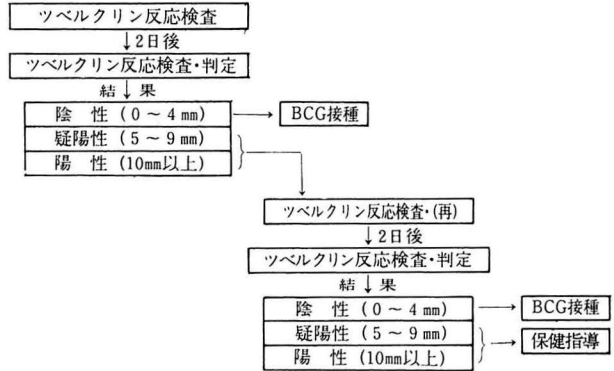 ツベルクリン反応検査
↓2日後
ツベルクリン反応検査・判定
結↓果
陰 性 (0～4㎜) → BCG接種
疑陽性 (5～9㎜)
陽 性 (10㎜以上)
ツベルクリン反応検査・(再)
↓2日後
ツベルクリン反応検査・判定
結↓果
陰 性 (0～4㎜) → BCG接種
疑陽性 (5～9㎜) → 保健指導
陽 性 (10㎜以上)